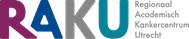 RAKU
Regionaal
Academisch
Kankercentrum
Utrecht